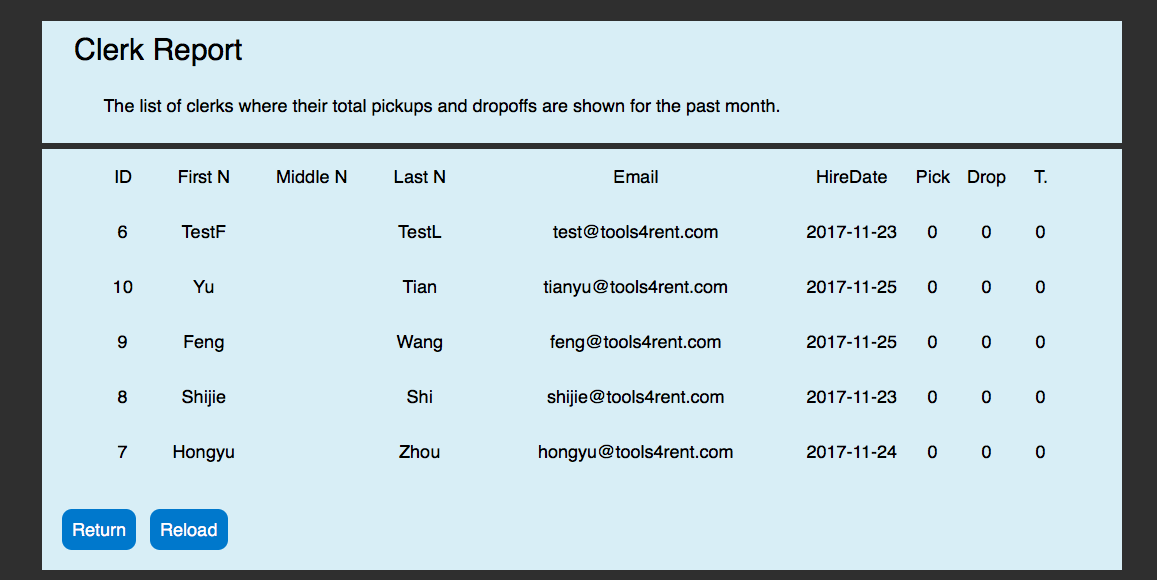 Clerk Report
The list of clerks where their total pickups and dropoffs are shown for the past month.
ID First N Middle N Last N Email HireDate Pick Drop T.
6 TestF TestL test@tools4rent.com 2017-11-23 0 0 0
10 Yu Tian tianyu@tools4rent.com 2017-11-25 0 0 0
9 Feng Wang feng@tools4rent.com 2017-11-25 0 0 0
8 Shijie Shi shijie@tools4rent.com 2017-11-23 0 0 0
7 Hongyu Zhou hongyu@tools4rent.com 2017-11-24 0 0 0
Return Reload